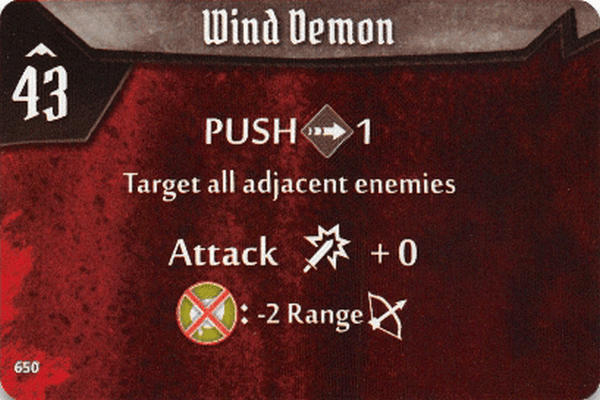 Wind Demon
43
PUSH 1
Target all adjacent enemies
Attack + 0
: -2 Range
650